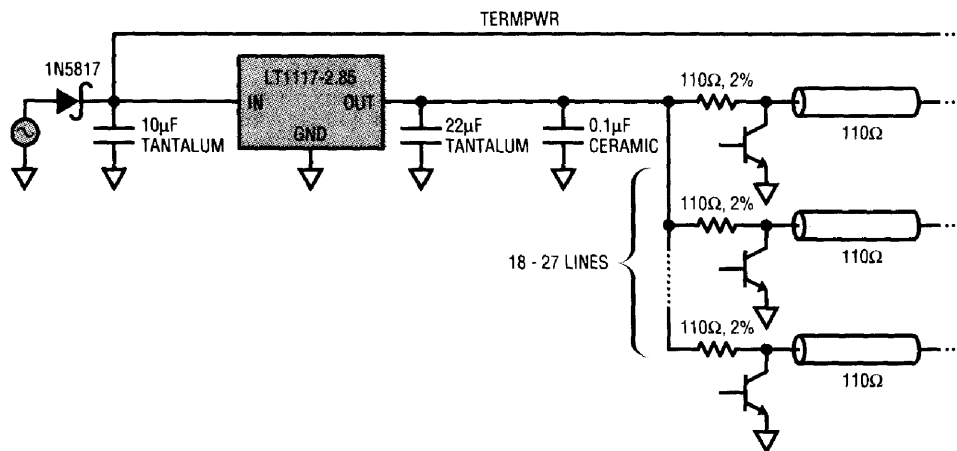 TERMPWR
1N5817
LT1117-2.85
IN
OUT
GND
10µF
TANTALUM
22µF
TANTALUM
0.1µF
CERAMIC
110Ω, 2%
110Ω
18 - 27 LINES
110Ω, 2%
110Ω
110Ω, 2%
110Ω